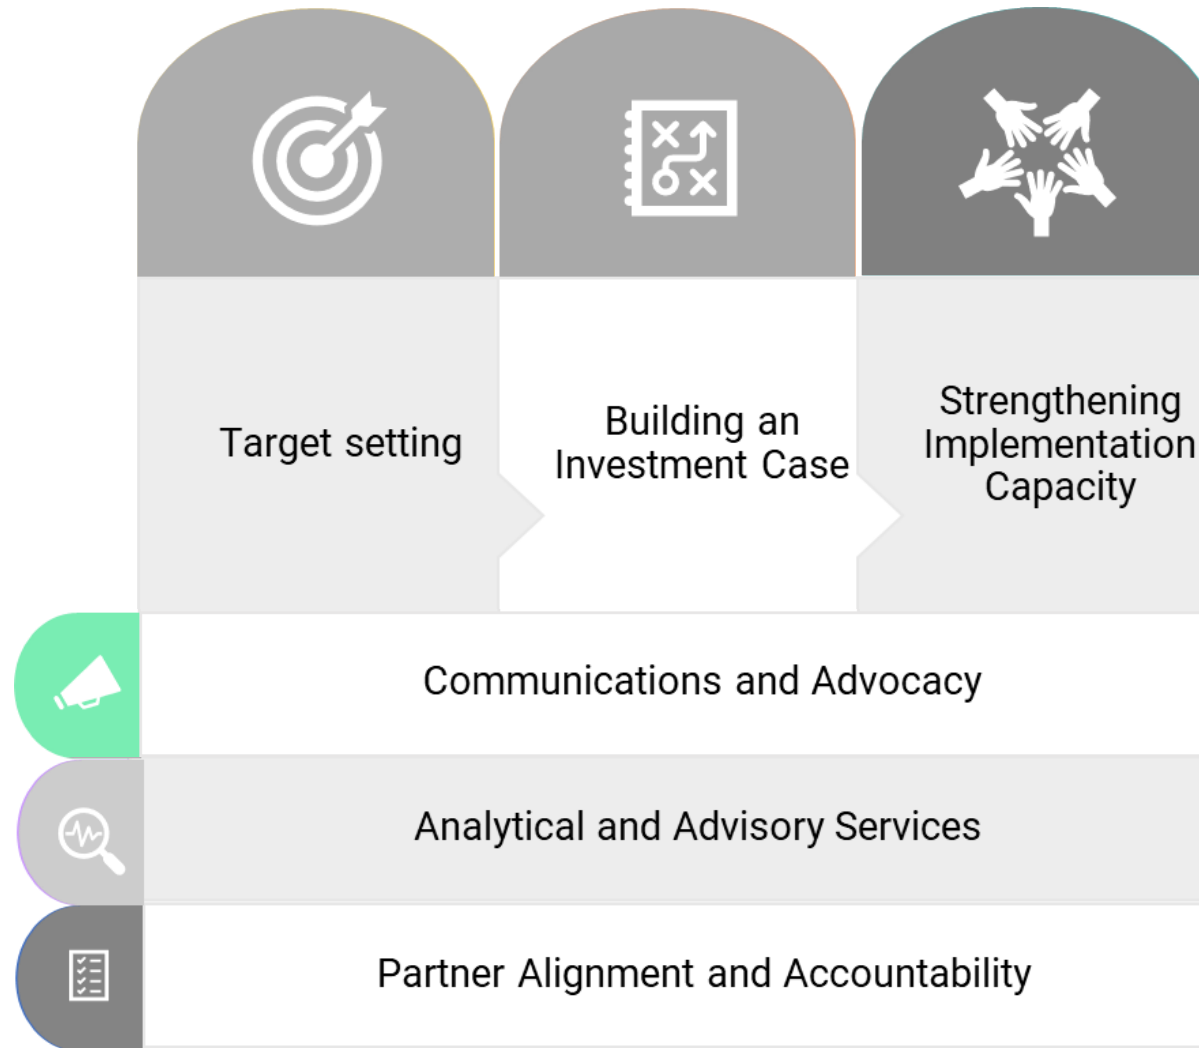 Target setting
Building an
Investment Case
Strengthening
Implementation
Capacity
Communications and Advocacy
Analytical and Advisory Services
Partner Alignment and Accountability